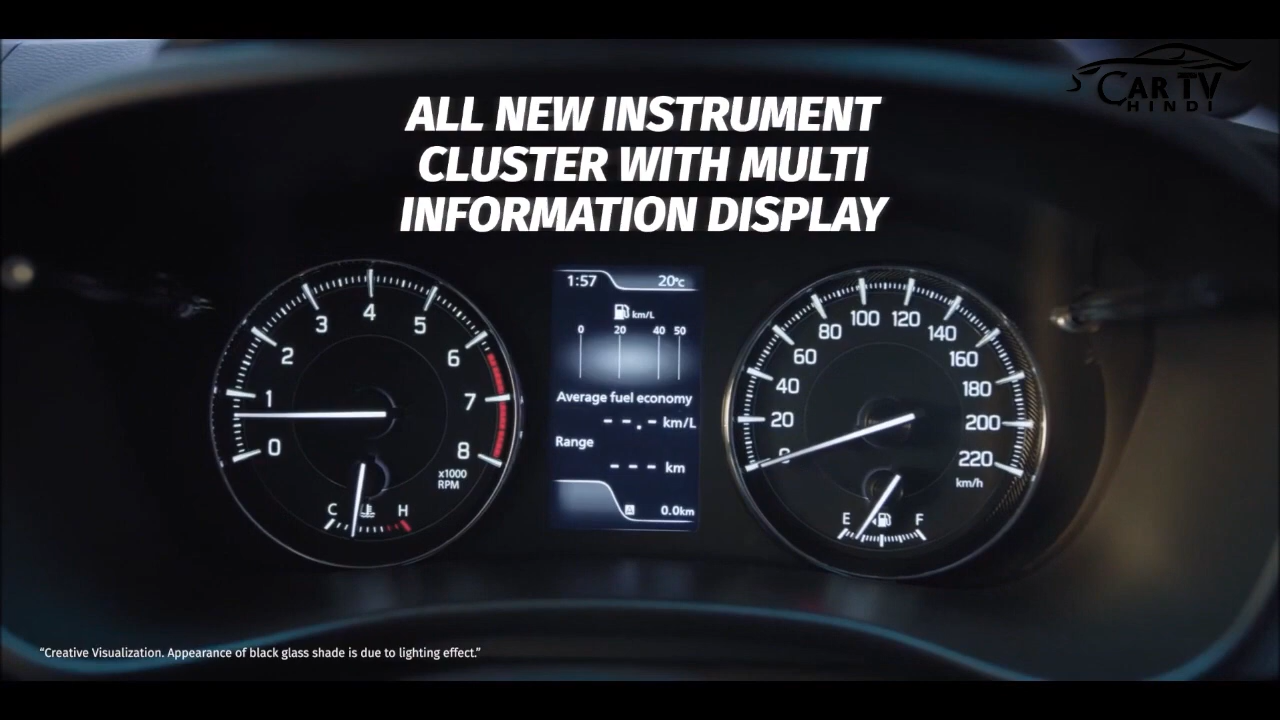 CAR TV
HINDI
ALL NEW INSTRUMENT
CLUSTER WITH MULTI
INFORMATION DISPLAY
0
1
2
3
4
5
6
7
8
x1000
RPM
C
H
1:57 20°C
km/L
0 20 40 50
Average fuel economy
--.- km/L
Range
--- km
A 0.0km
0
20
40
60
80
100
120
140
160
180
200
220
km/h
E
F
“Creative Visualization. Appearance of black glass shade is due to lighting effect.”